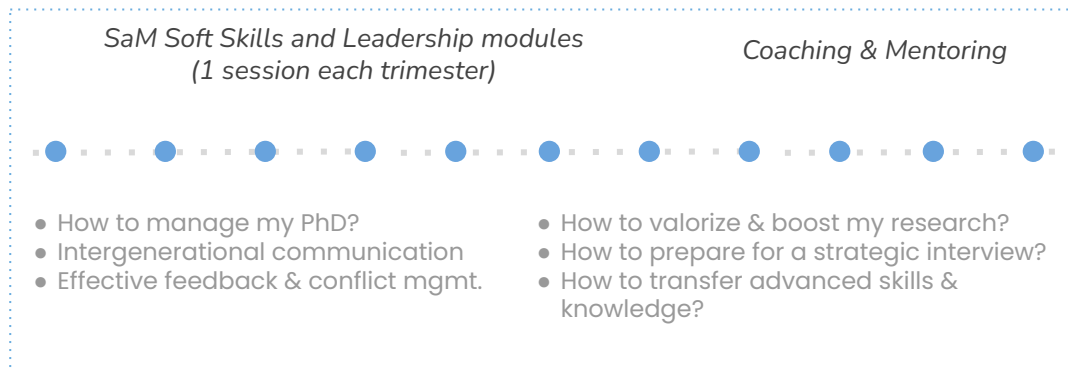 SaM Soft Skills and Leadership modules
(1 session each trimester)
Coaching & Mentoring
● How to manage my PhD?
● Intergenerational communication
● Effective feedback & conflict mgmt.
● How to valorize & boost my research?
● How to prepare for a strategic interview?
● How to transfer advanced skills &
knowledge?